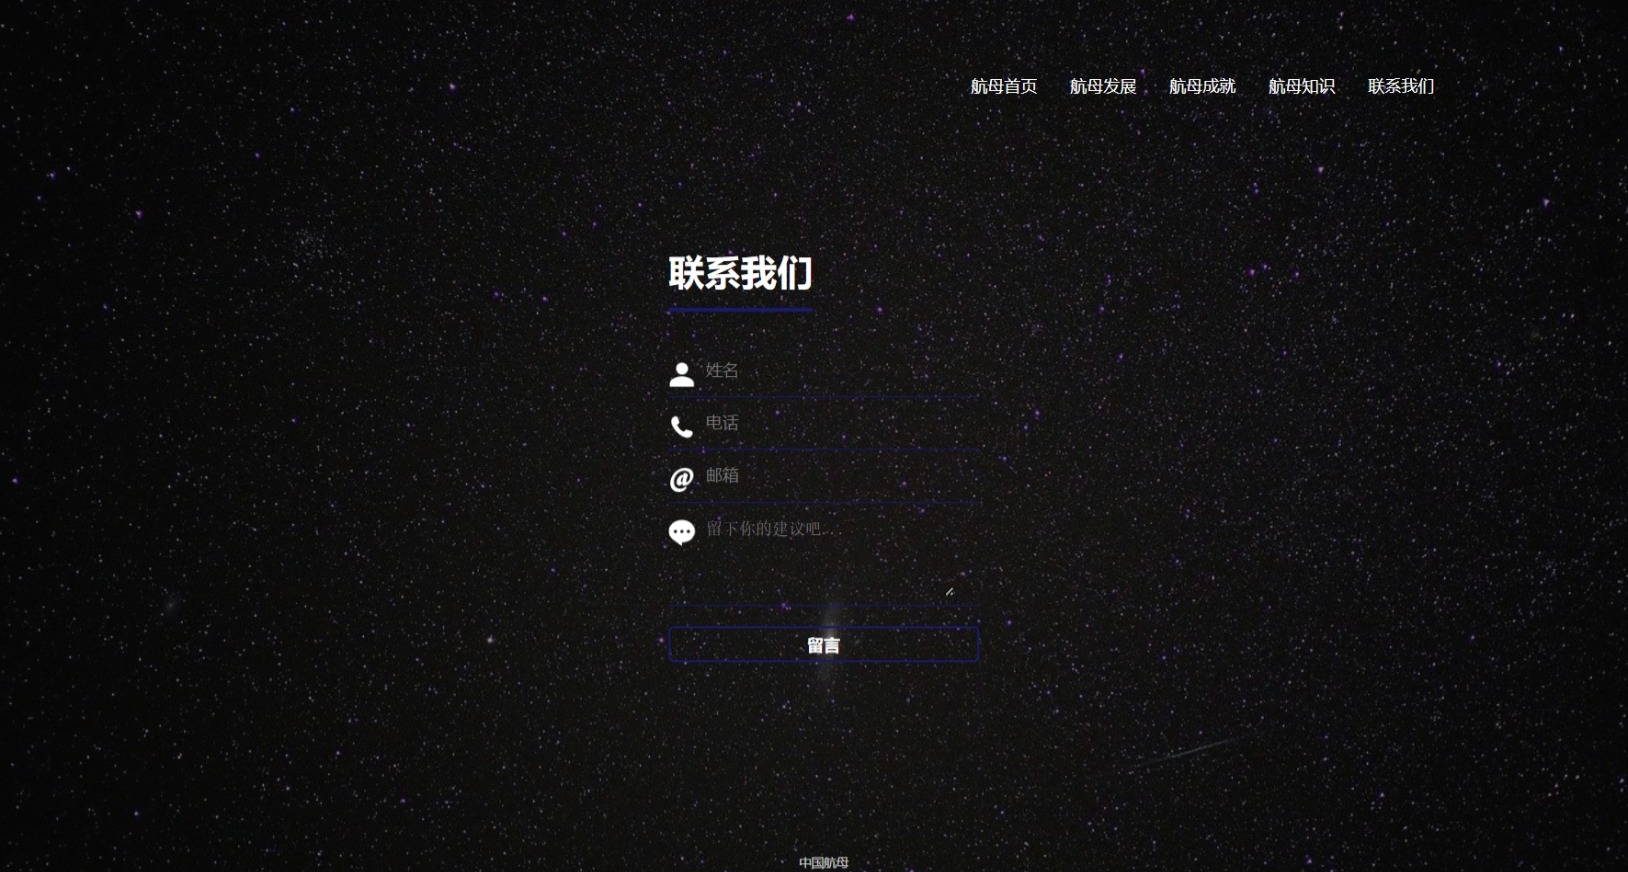 航母首页 航母发展 航母成就 航母知识 联系我们
联系我们
姓名
电话
@ 邮箱
留下你的建议吧...
留言
中国航母